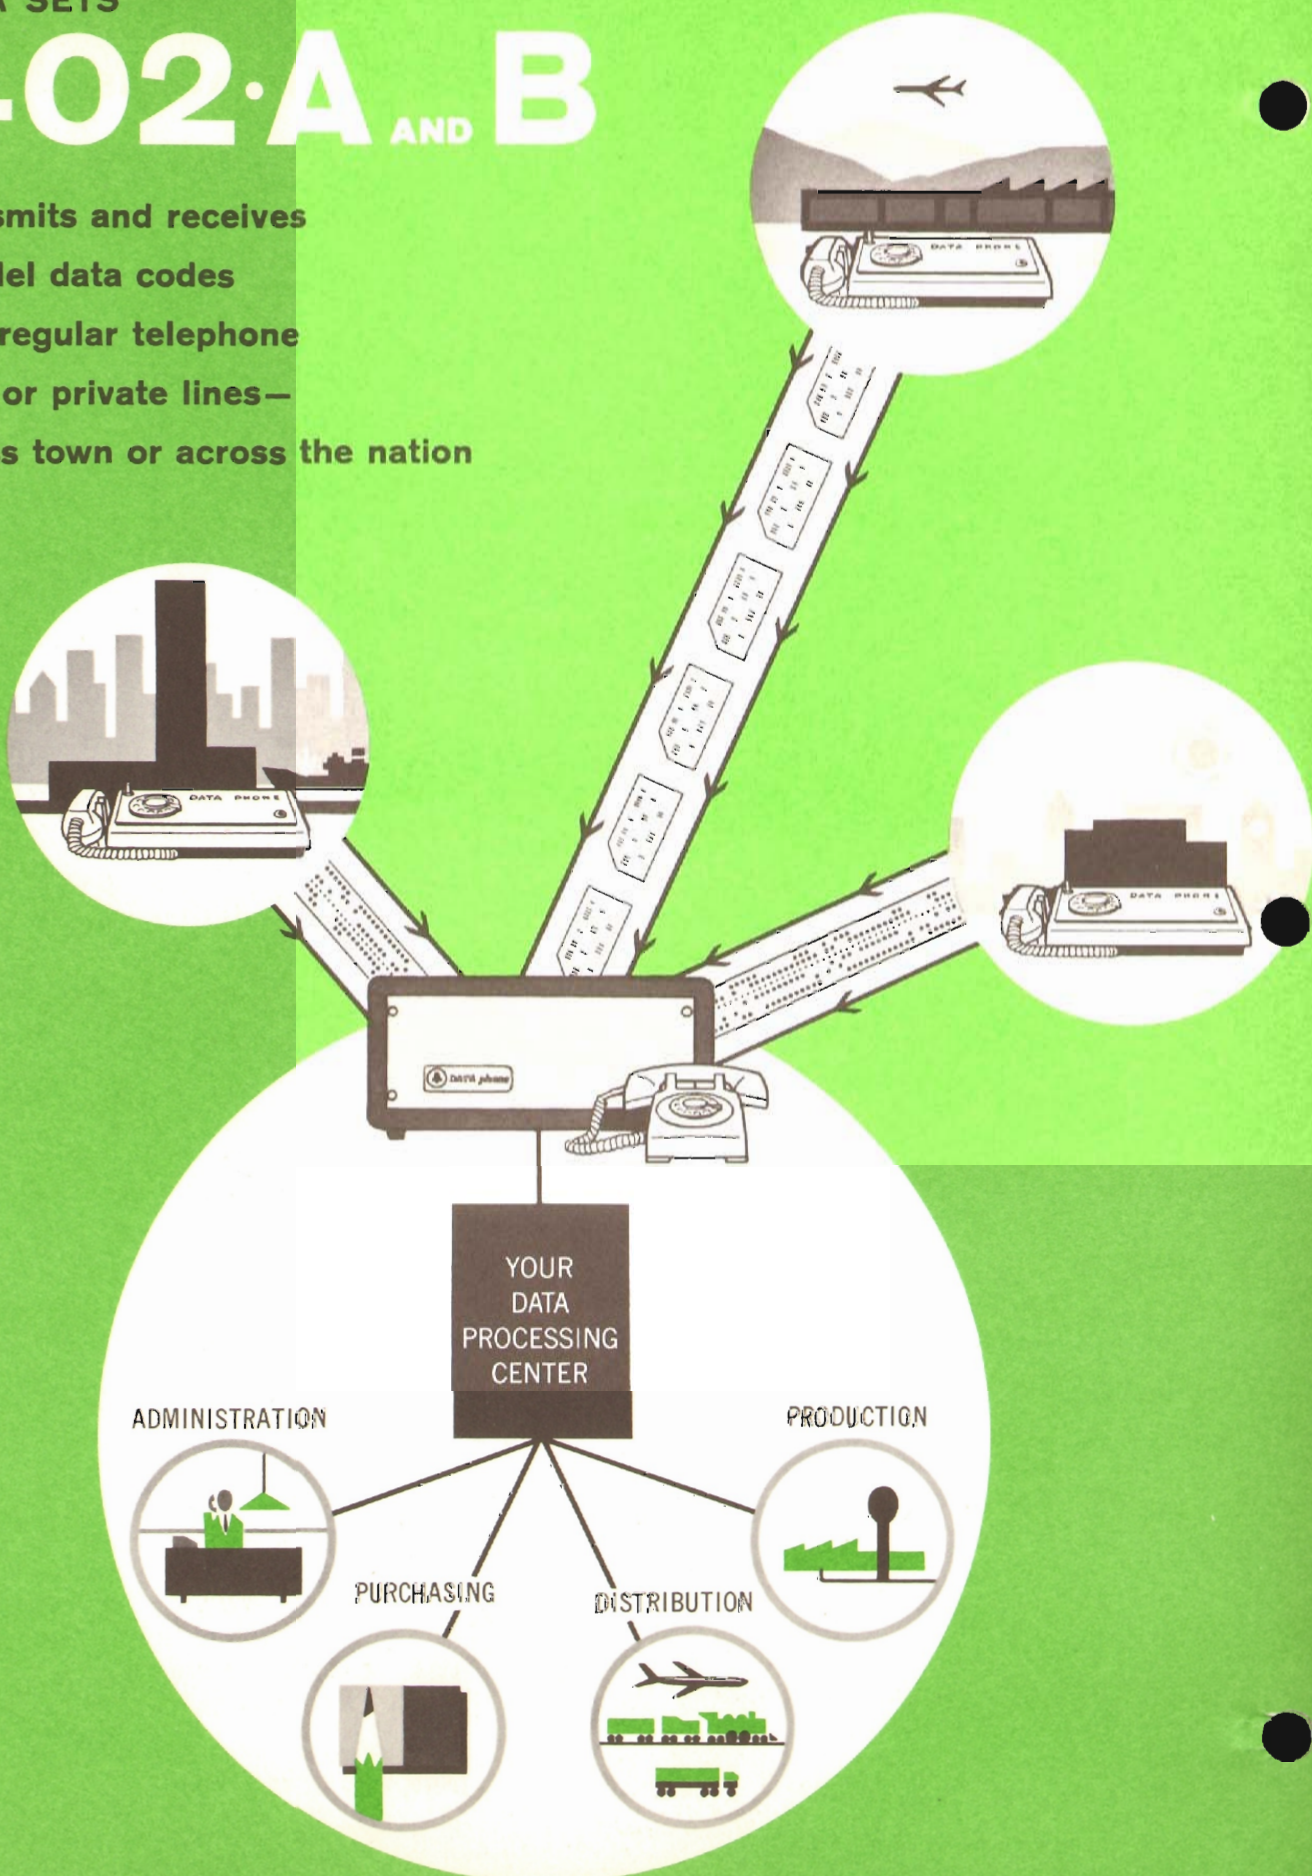 A SETS
-02·A AND B
smits and receives
lel data codes
regular telephone
or private lines—
s town or across the nation
DATA PHONE
DATA PHONE
DATA PHONE
DATA phone
YOUR
DATA
PROCESSING
CENTER
ADMINISTRATION
PRODUCTION
PURCHASING
DISTRIBUTION